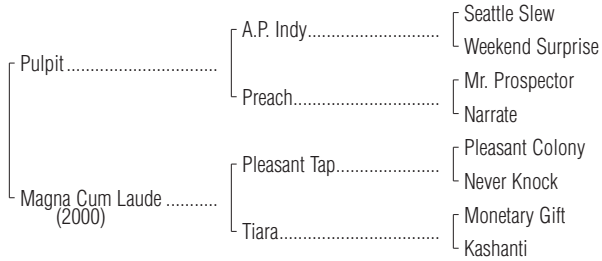 Seattle Slew
A.P. Indy
Weekend Surprise
Pulpit
Mr. Prospector
Preach
Narrate
Pleasant Colony
Pleasant Tap
Never Knock
Magna Cum Laude
(2000)
Monetary Gift
Tiara
Kashanti